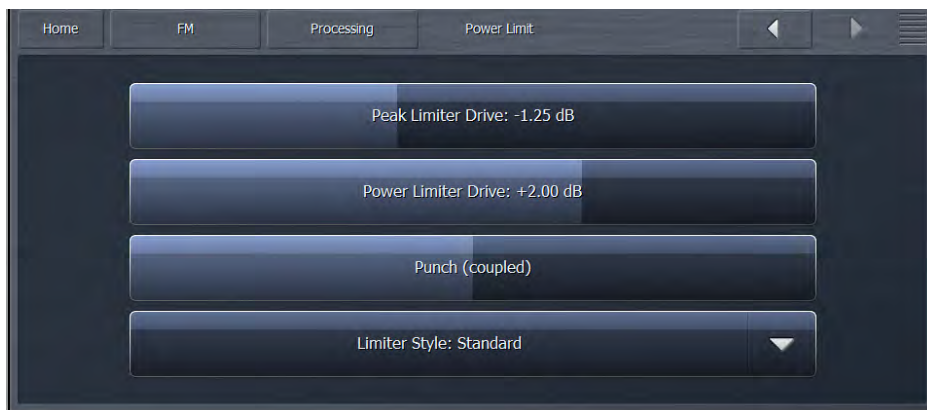 Home FM Processing Power Limit
Peak Limiter Drive: -1.25 dB
Power Limiter Drive: +2.00 dB
Punch (coupled)
Limiter Style: Standard